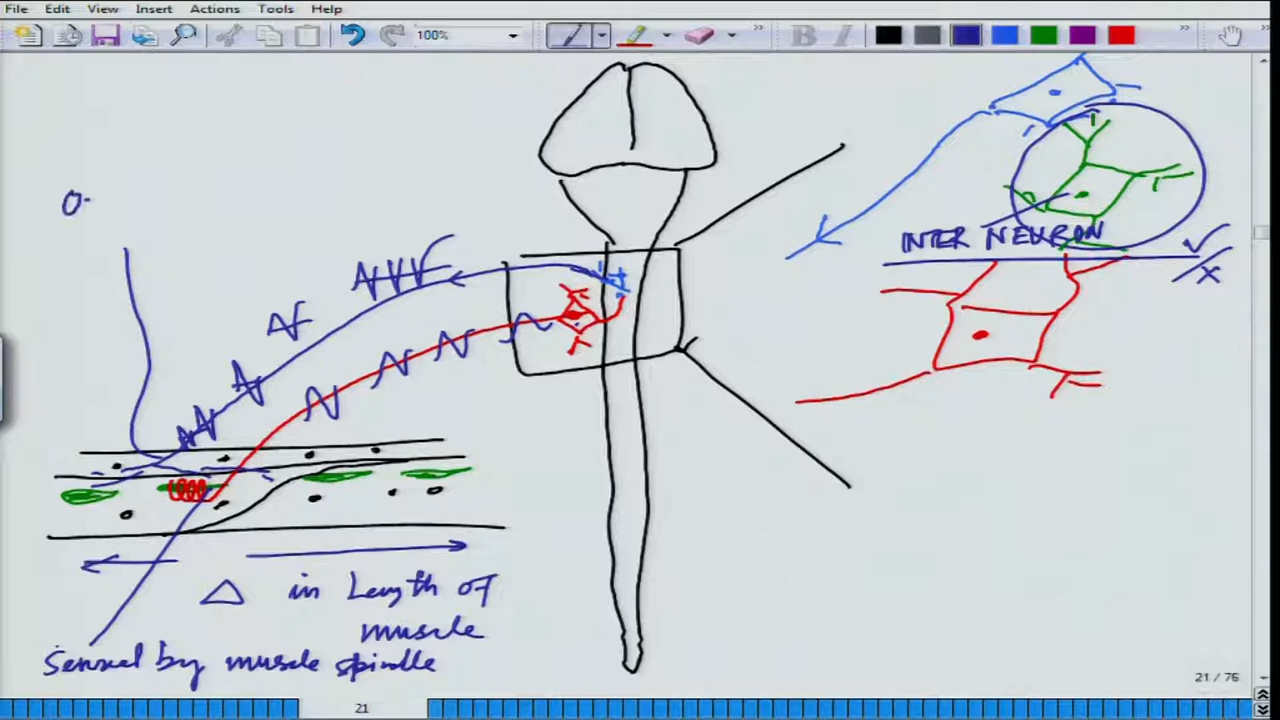 File Edit View Insert Actions Tools Help
100%
B I
INTER NEURON
Δ in Length of
muscle
Sensed by muscle spindle
21 / 76
21